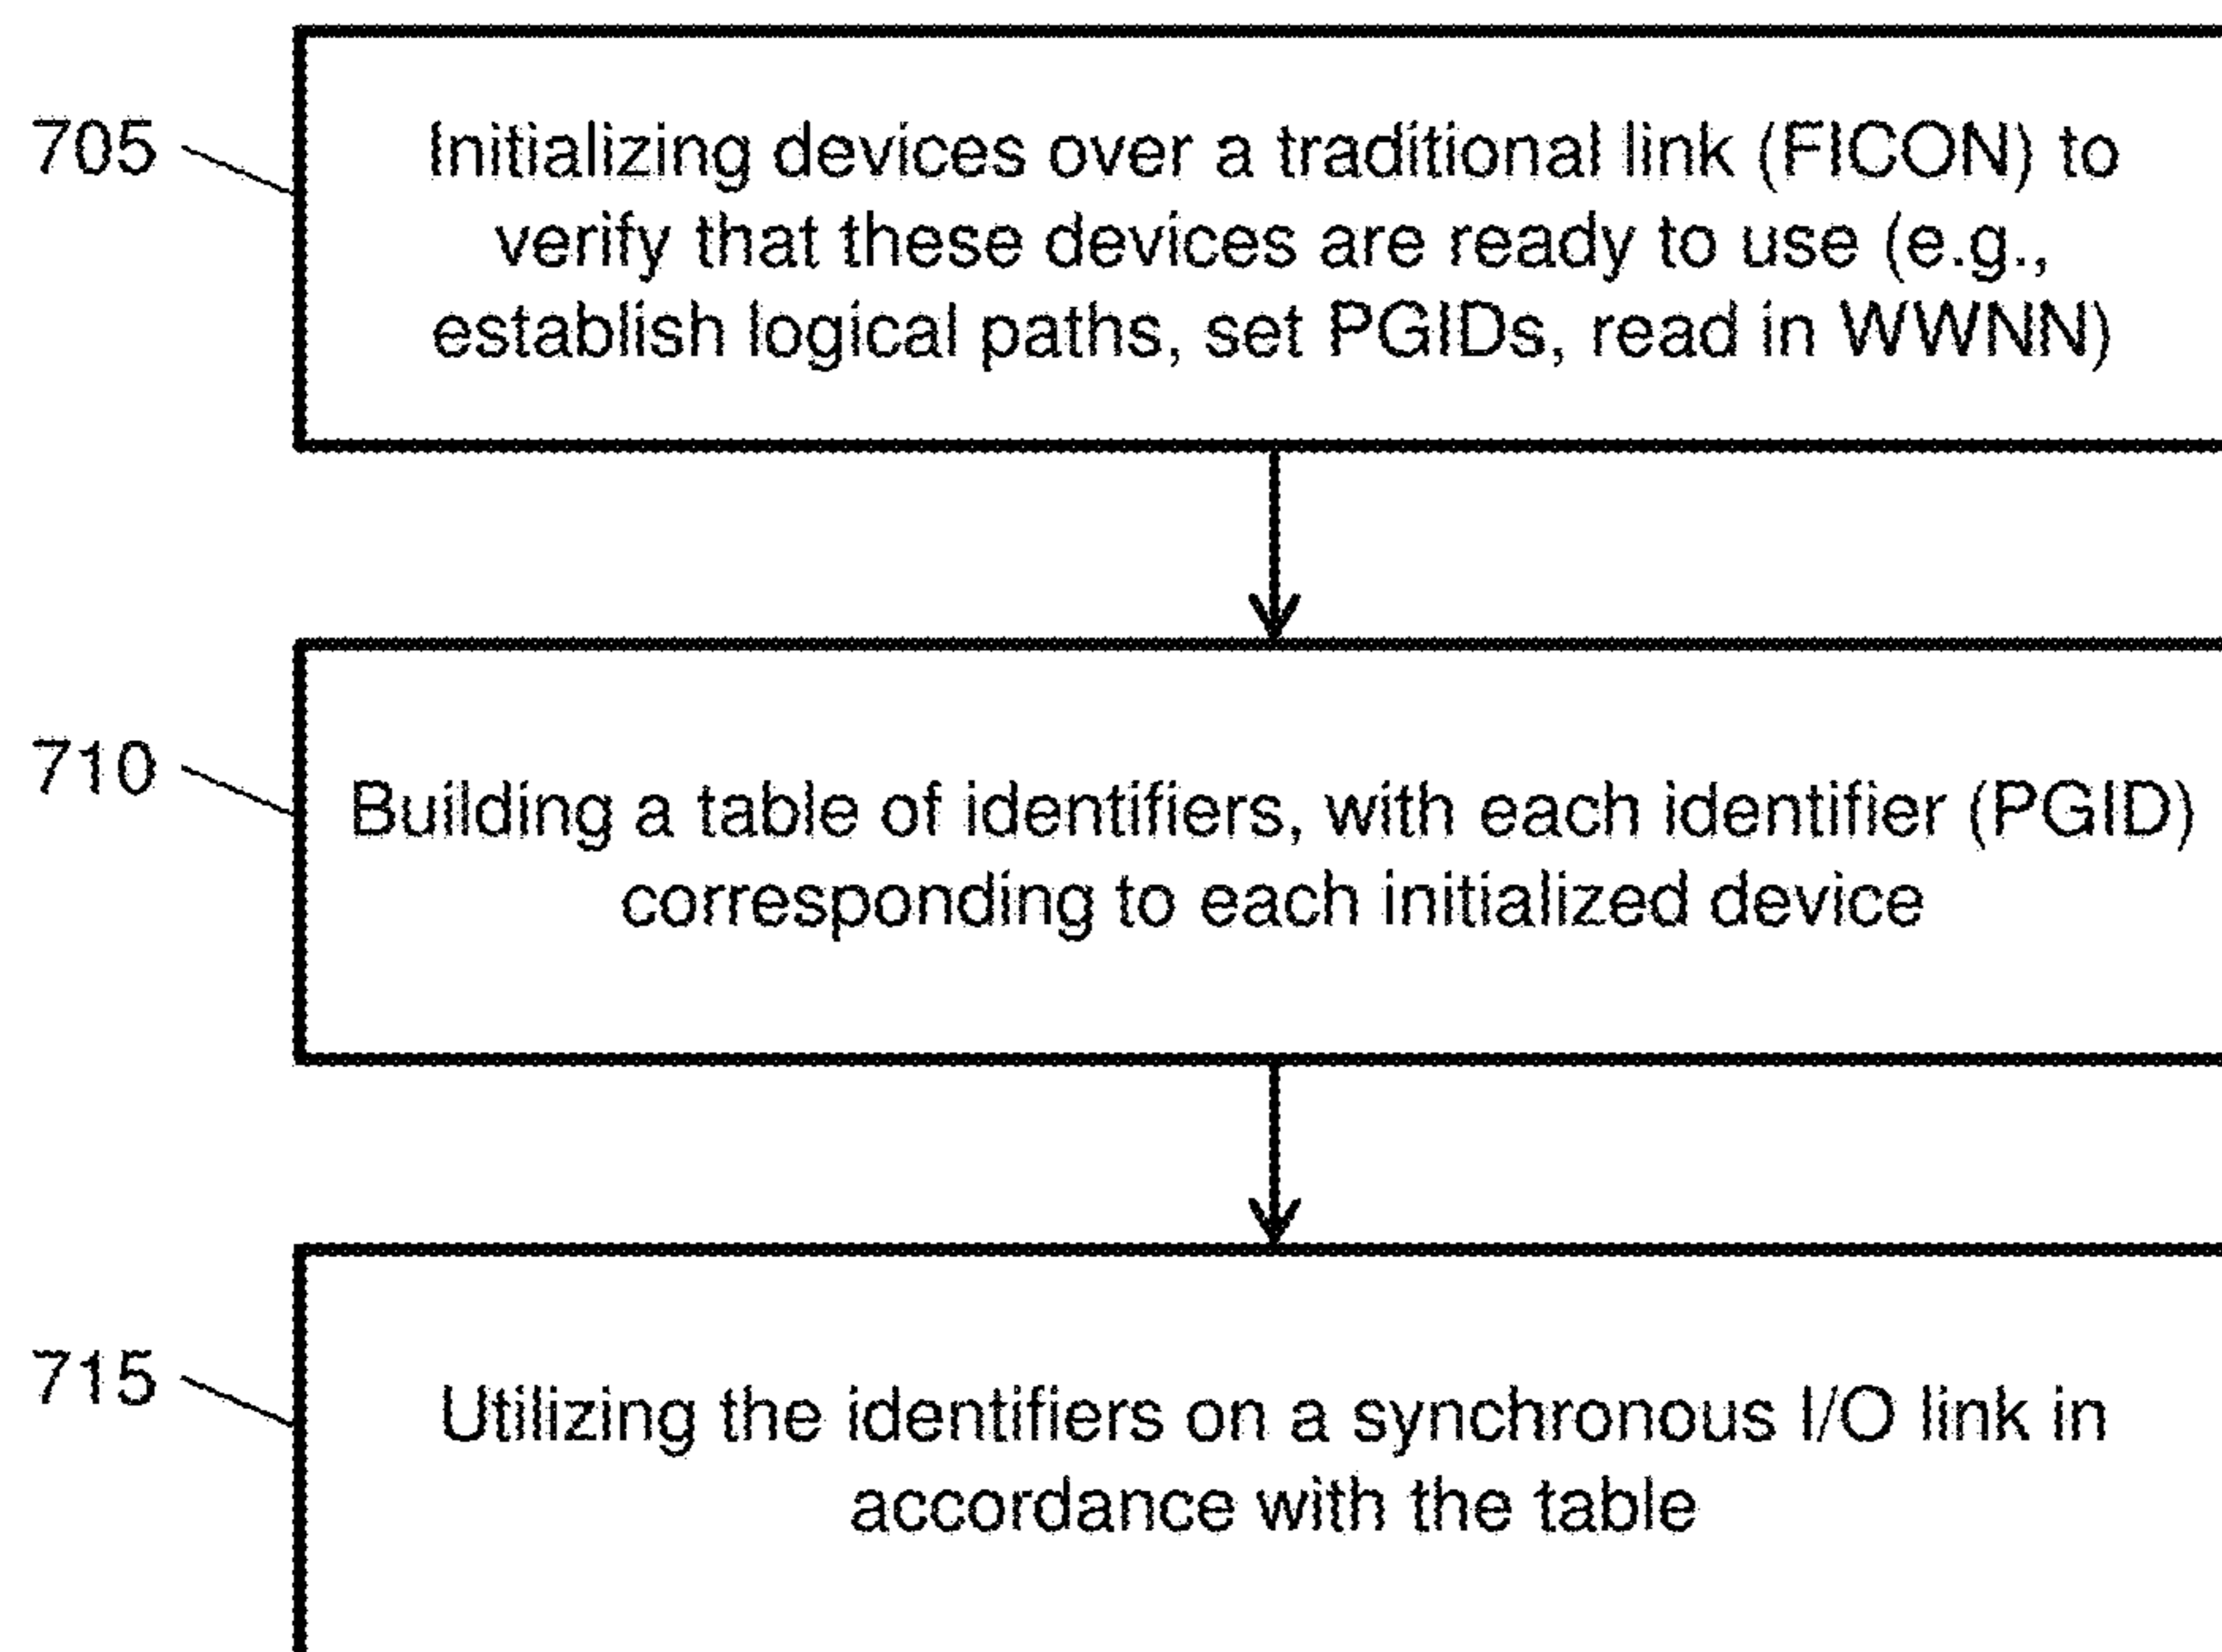 705
Initializing devices over a traditional link (FICON) to
verify that these devices are ready to use (e.g.,
establish logical paths, set PGIDs, read in WWNN)
710
Building a table of identifiers, with each identifier (PGID)
corresponding to each initialized device
715
Utilizing the identifiers on a synchronous I/O link in
accordance with the table